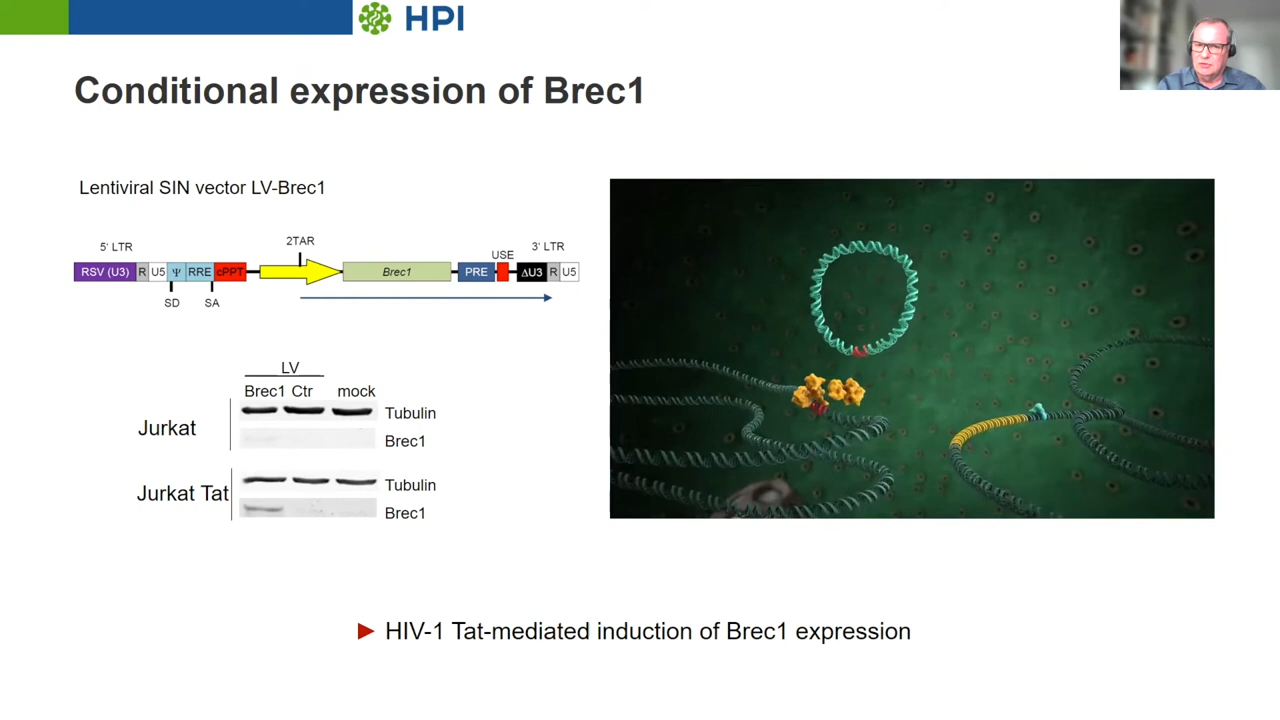 HPI
Conditional expression of Brec1
Lentiviral SIN vector LV-Brec1
5' LTR
2TAR
USE
3' LTR
RSV (U3) R U5 Ψ RRE cPPT Brec1 PRE ΔU3 R U5
SD SA
LV
Brec1 Ctr mock
Tubulin
Jurkat
Brec1
Tubulin
Jurkat Tat
Brec1
► HIV-1 Tat-mediated induction of Brec1 expression